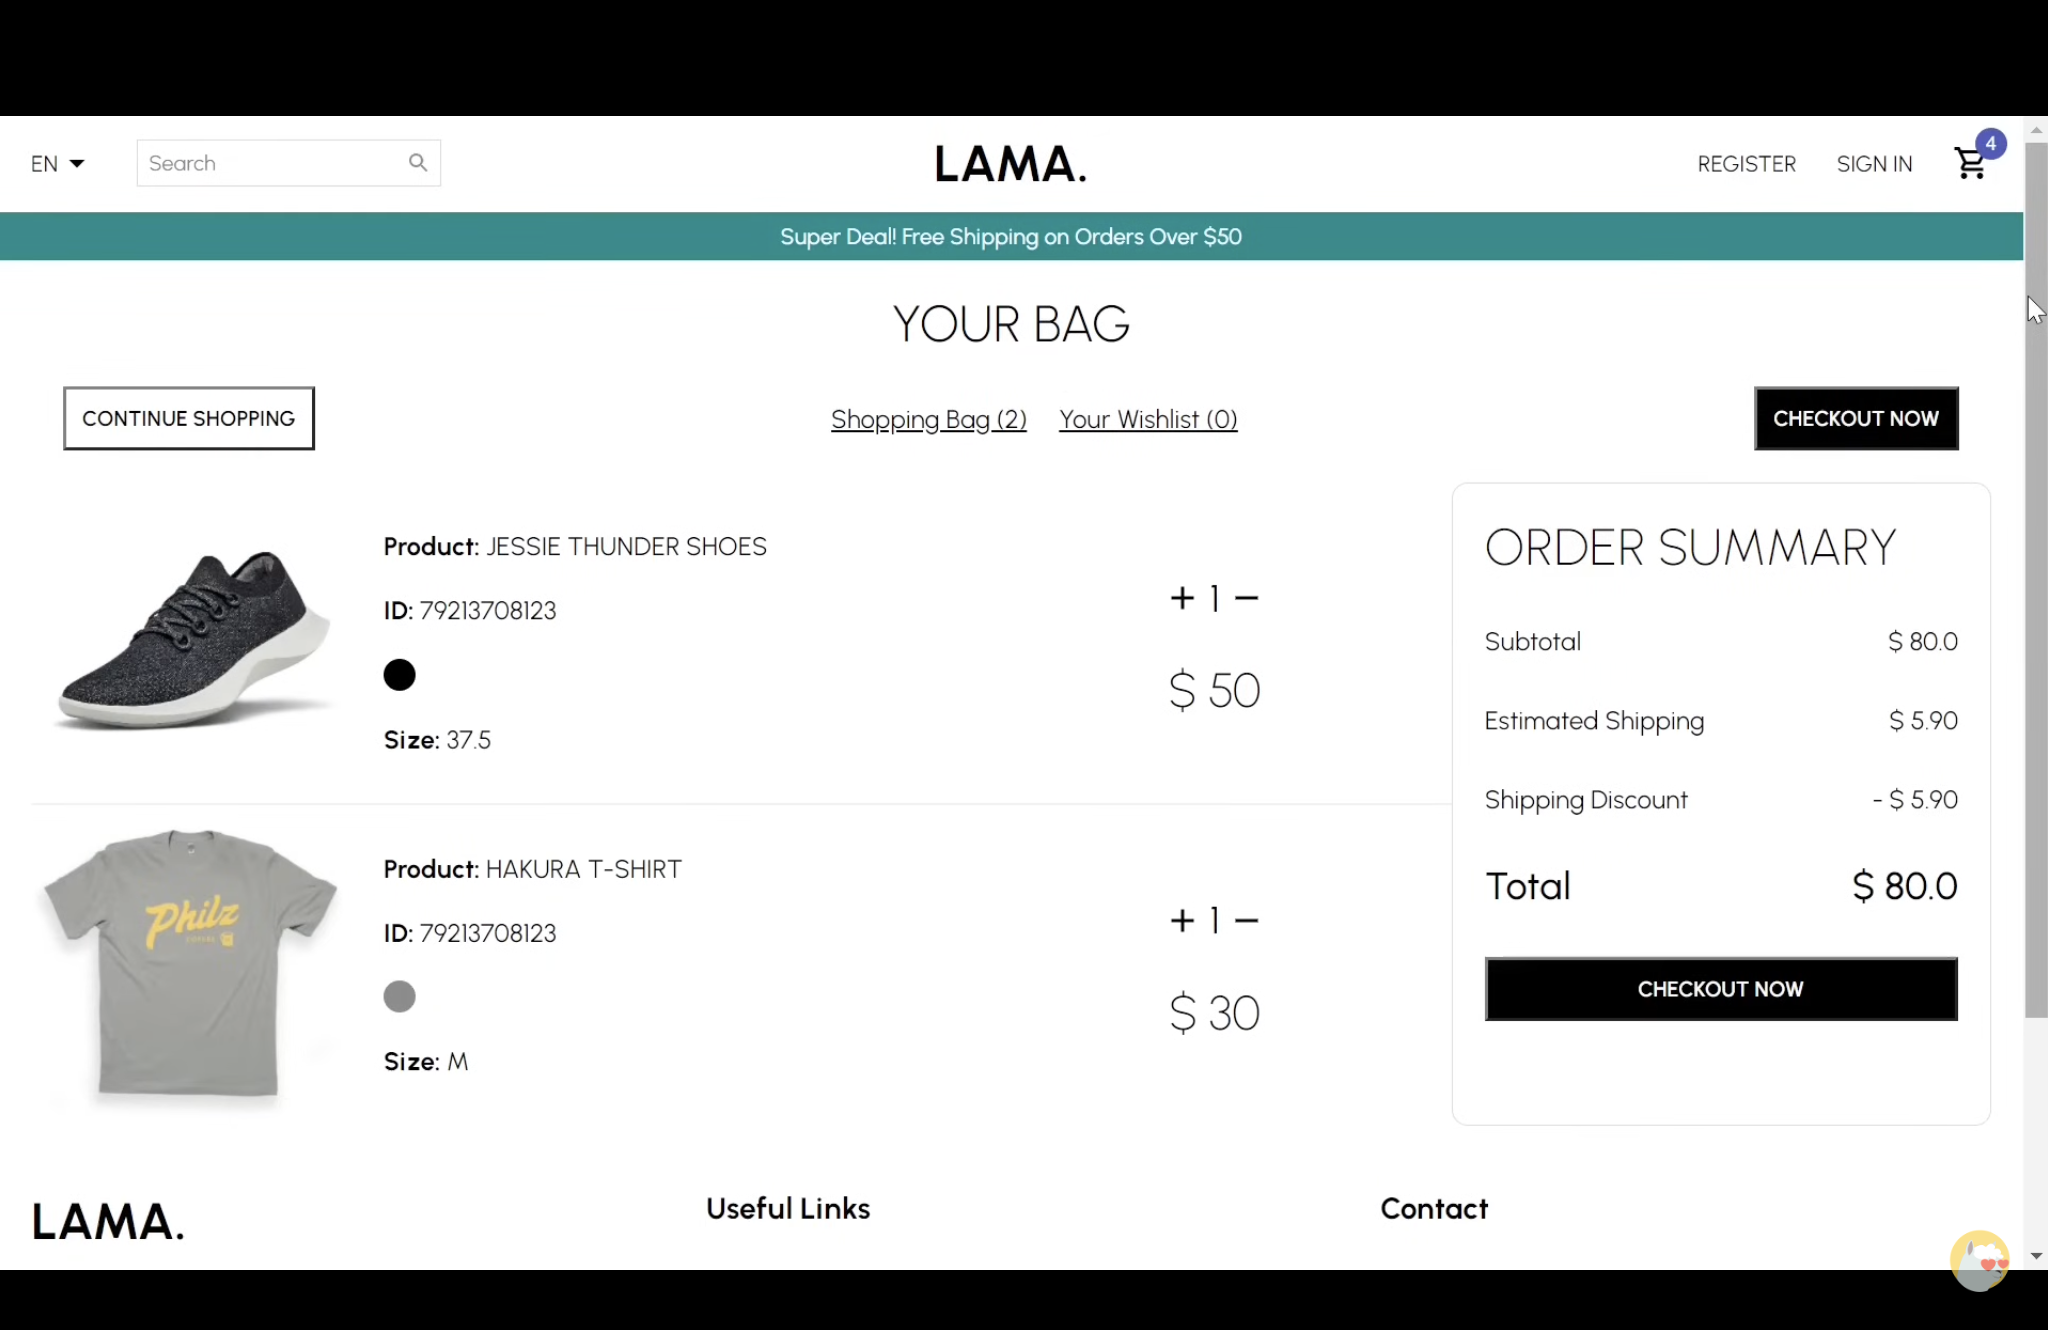 EN
Search
LAMA.
REGISTER
SIGN IN
4
Super Deal! Free Shipping on Orders Over $50
YOUR BAG
CONTINUE SHOPPING
Shopping Bag (2)
Your Wishlist (0)
CHECKOUT NOW
Product: JESSIE THUNDER SHOES
ID: 79213708123
Size: 37.5
+ 1 −
$ 50
Philz
Product: HAKURA T-SHIRT
ID: 79213708123
Size: M
+ 1 −
$ 30
ORDER SUMMARY
Subtotal $ 80.0
Estimated Shipping $ 5.90
Shipping Discount - $ 5.90
Total $ 80.0
CHECKOUT NOW
LAMA.
Useful Links
Contact